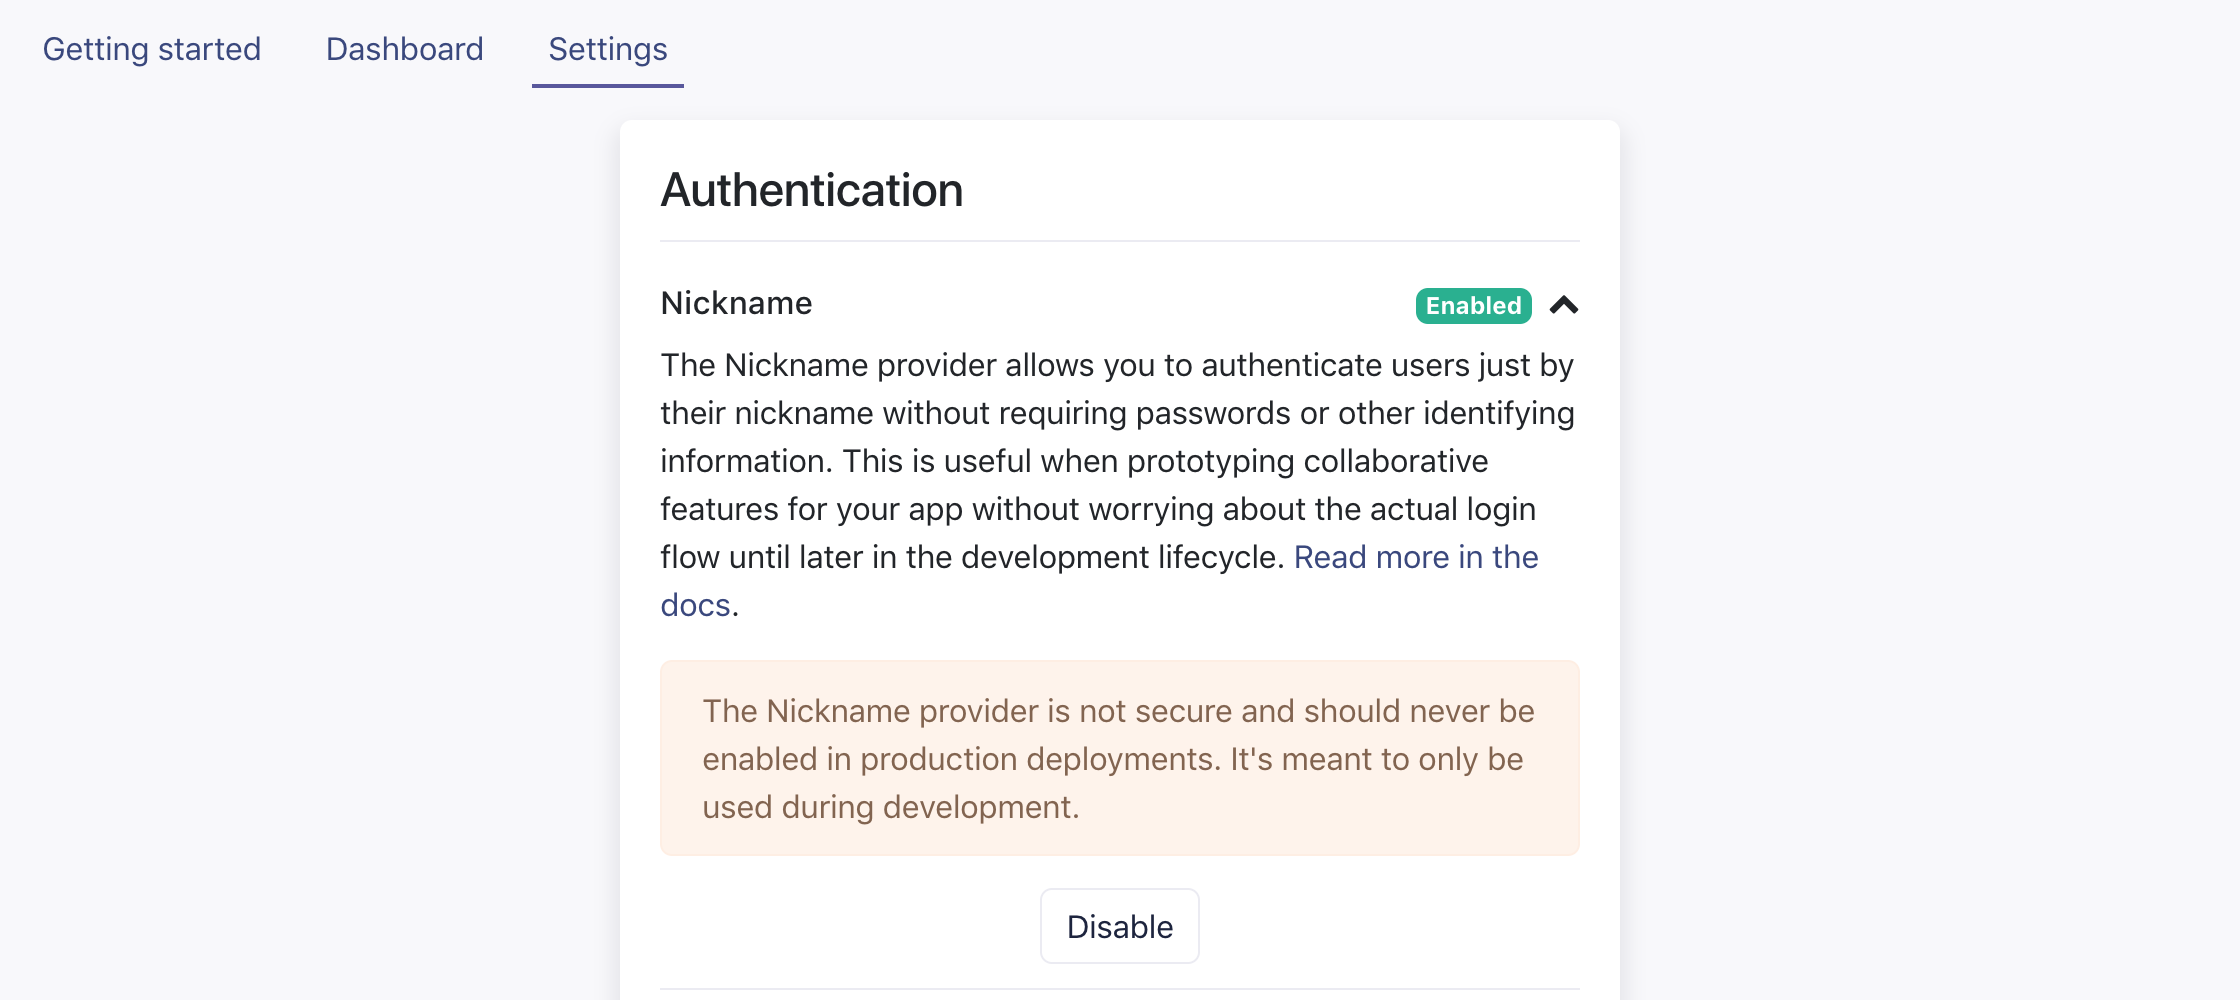 Getting started
Dashboard
Settings
Authentication
Nickname
Enabled
The Nickname provider allows you to authenticate users just by
their nickname without requiring passwords or other identifying
information. This is useful when prototyping collaborative
features for your app without worrying about the actual login
flow until later in the development lifecycle. Read more in the
docs.
The Nickname provider is not secure and should never be
enabled in production deployments. It's meant to only be
used during development.
Disable